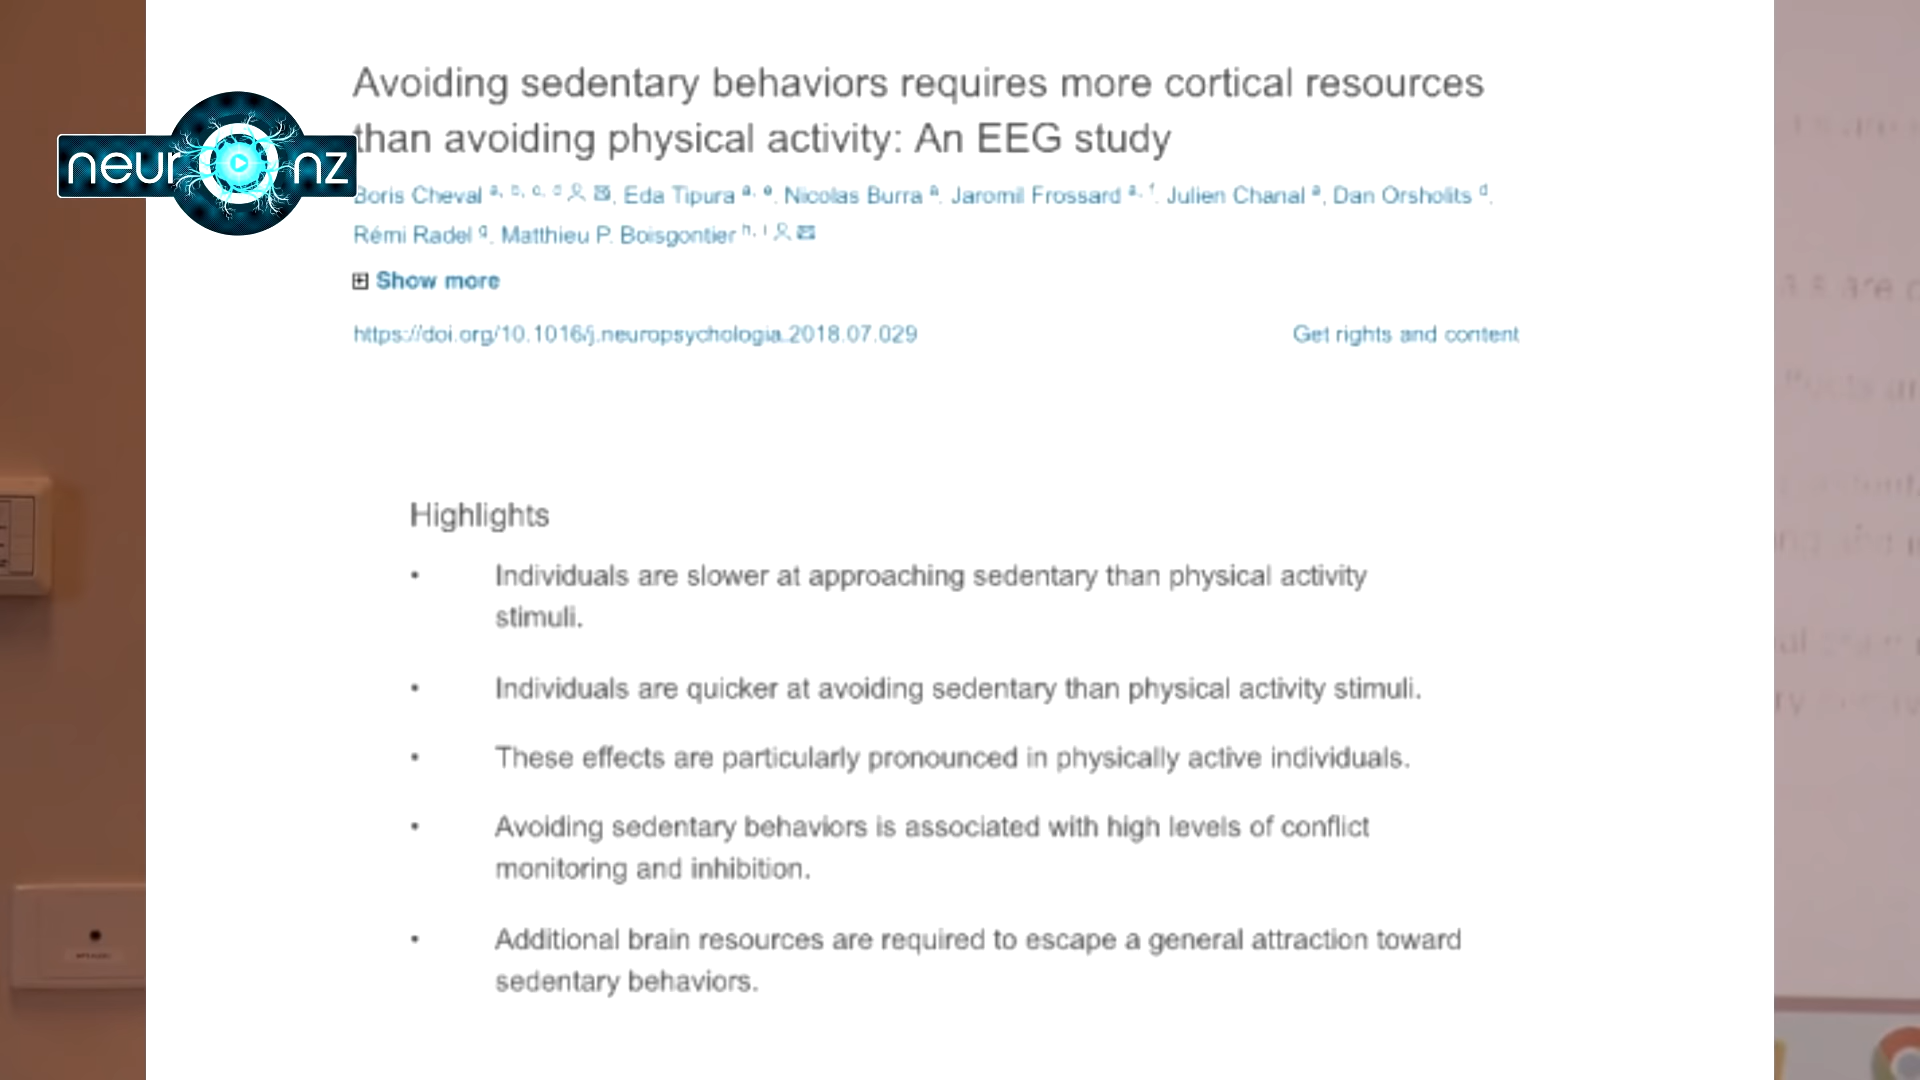 Avoiding sedentary behaviors requires more cortical resources
than avoiding physical activity: An EEG study
neuronz
Boris Cheval a, b, c, d, Eda Tipura a, e, Nicolas Burra a, Jaromil Frossard a, f, Julien Chanal a, Dan Orsholits d,
Rémi Radel g, Matthieu P. Boisgontier h, i
Show more
https://doi.org/10.1016/j.neuropsychologia.2018.07.029 Get rights and content
Highlights
• Individuals are slower at approaching sedentary than physical activity
stimuli.
• Individuals are quicker at avoiding sedentary than physical activity stimuli.
• These effects are particularly pronounced in physically active individuals.
• Avoiding sedentary behaviors is associated with high levels of conflict
monitoring and inhibition.
• Additional brain resources are required to escape a general attraction toward
sedentary behaviors.